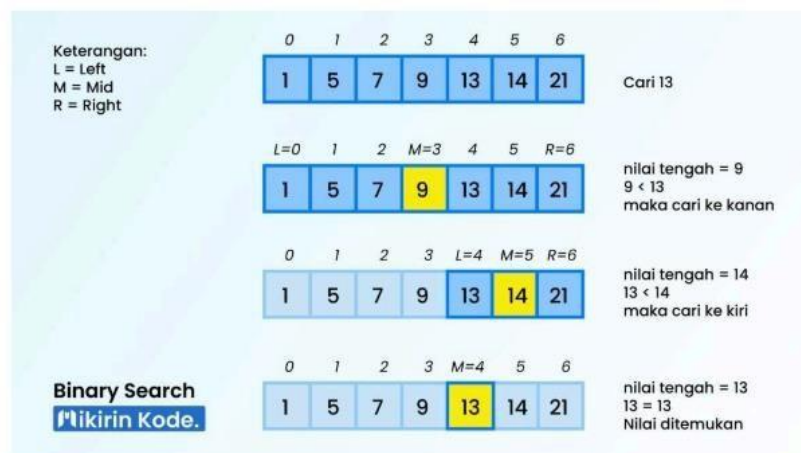 Keterangan:
L = Left
M = Mid
R = Right
0 1 2 3 4 5 6
1 5 7 9 13 14 21
Cari 13
L=0 1 2 M=3 4 5 R=6
1 5 7 9 13 14 21
nilai tengah = 9
9 < 13
maka cari ke kanan
0 1 2 3 L=4 M=5 R=6
1 5 7 9 13 14 21
nilai tengah = 14
13 < 14
maka cari ke kiri
0 1 2 3 M=4 5 6
1 5 7 9 13 14 21
nilai tengah = 13
13 = 13
Nilai ditemukan
Binary Search
Mikirin Kode.